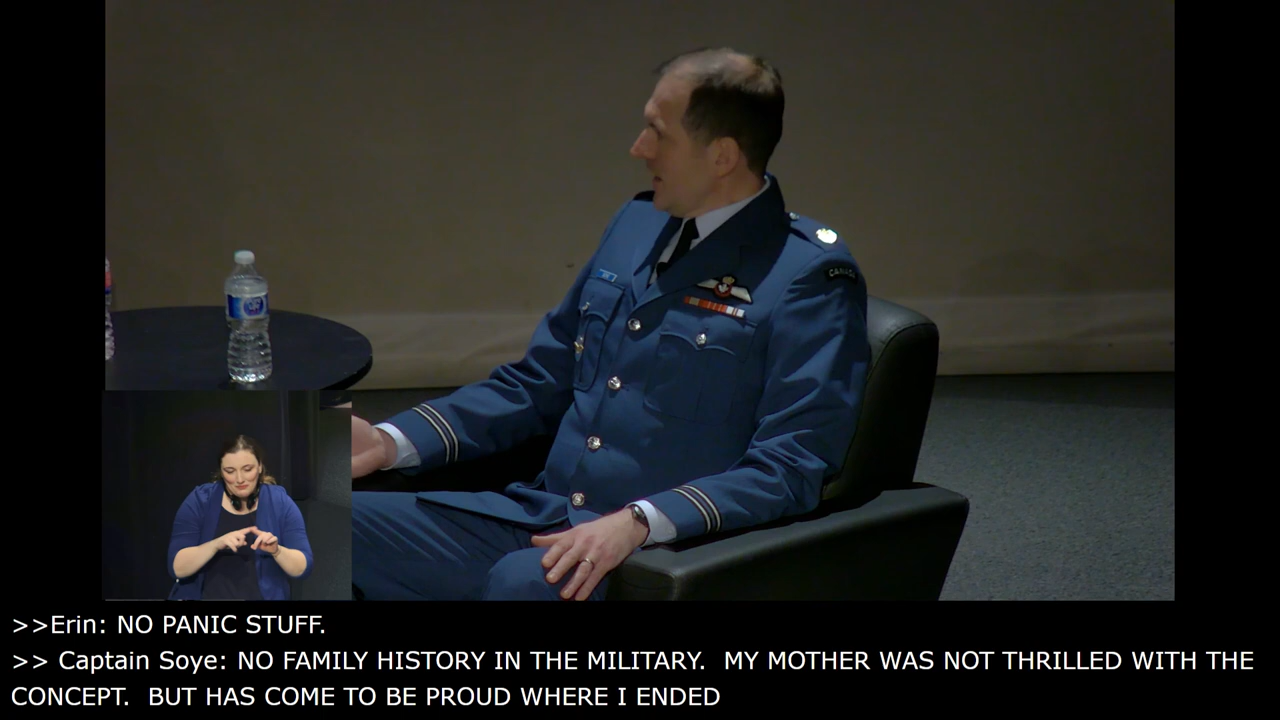 CANADA
>>Erin: NO PANIC STUFF.
>> Captain Soye: NO FAMILY HISTORY IN THE MILITARY.  MY MOTHER WAS NOT THRILLED WITH THE
CONCEPT.  BUT HAS COME TO BE PROUD WHERE I ENDED